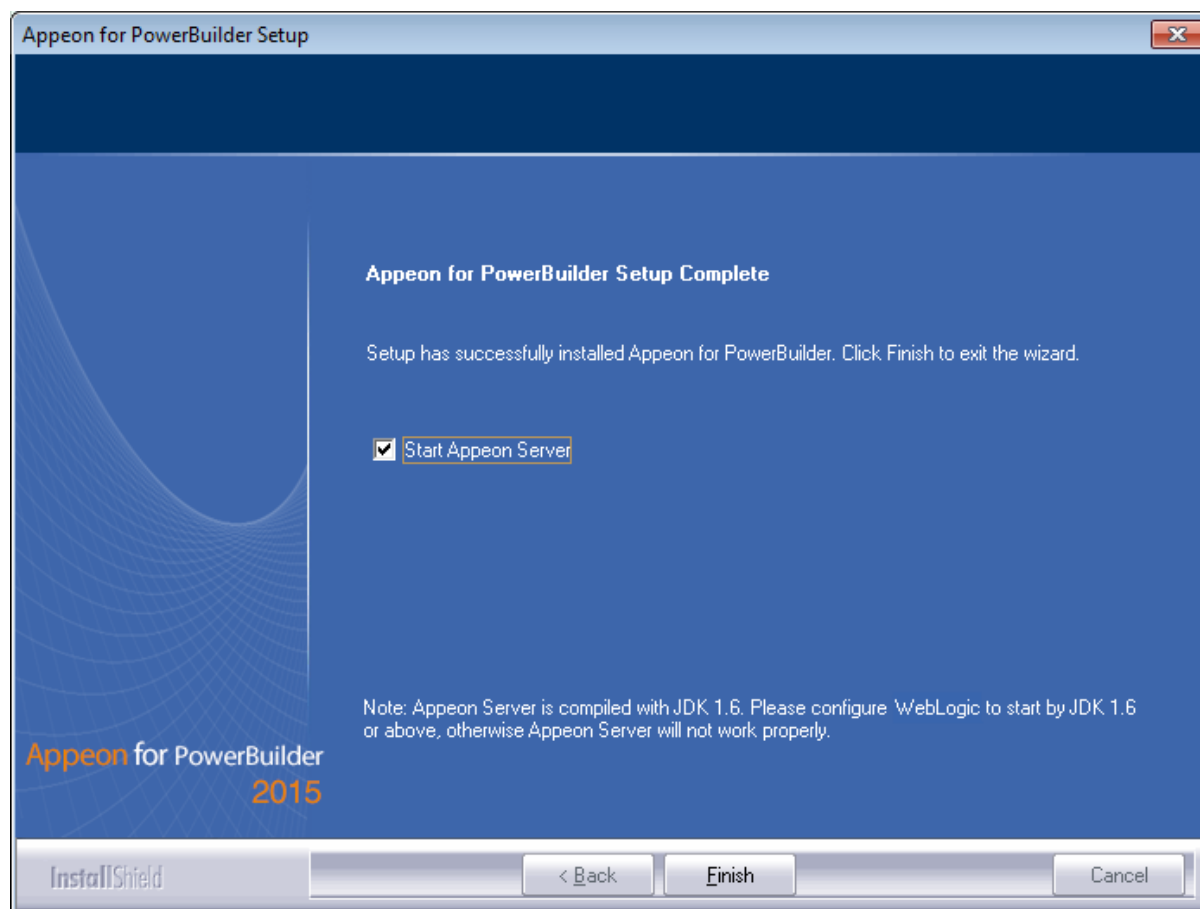 Appeon for PowerBuilder Setup
Appeon for PowerBuilder Setup Complete
Setup has successfully installed Appeon for PowerBuilder. Click Finish to exit the wizard.
Start Appeon Server
Note: Appeon Server is compiled with JDK 1.6. Please configure WebLogic to start by JDK 1.6
or above, otherwise Appeon Server will not work properly.
Appeon for PowerBuilder
2015
InstallShield
< Back
Finish
Cancel